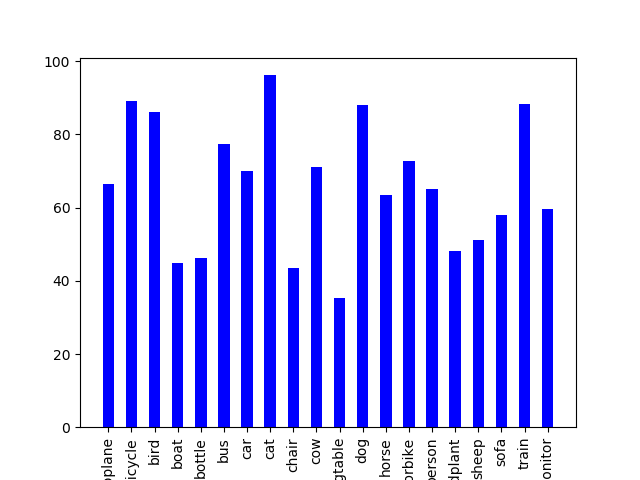 100
80
60
40
20
0
oplane
icycle
bird
boat
bottle
bus
car
cat
chair
cow
gtable
dog
horse
orbike
person
dplant
sheep
sofa
train
onitor